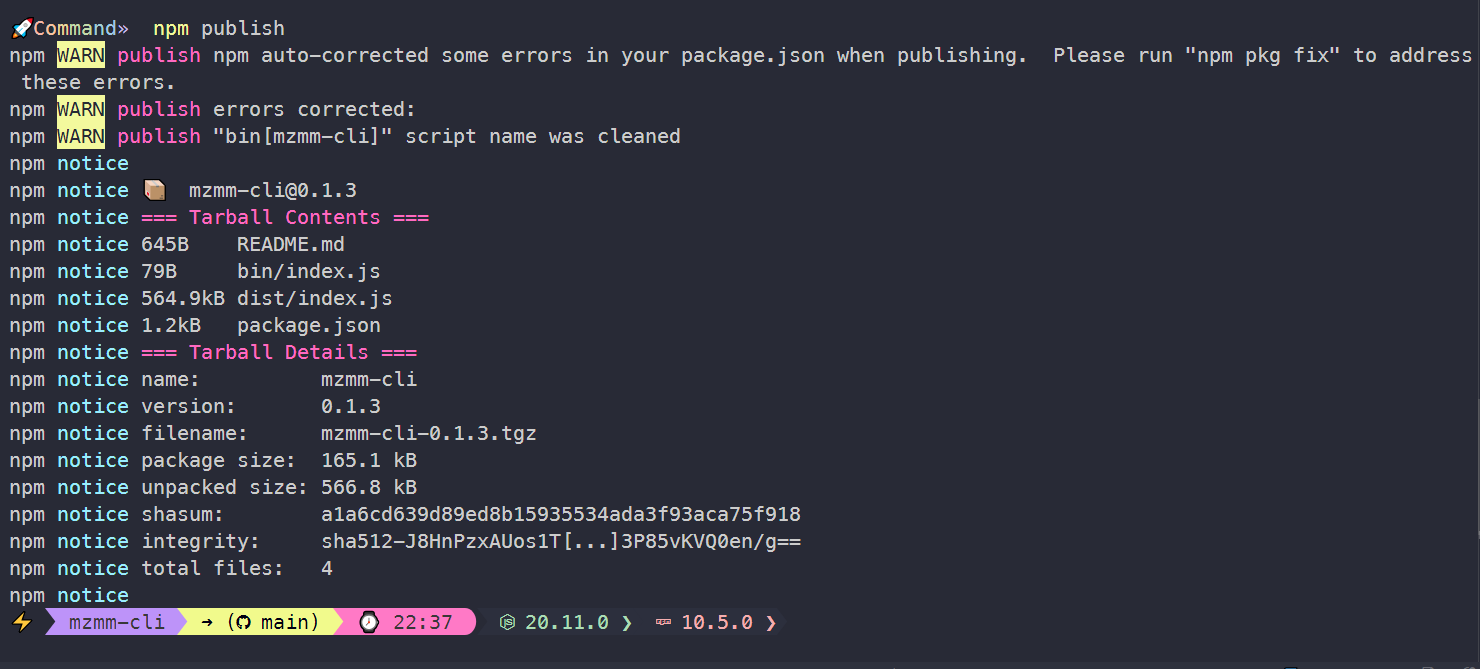 🚀Command»  npm publish
npm WARN publish npm auto-corrected some errors in your package.json when publishing.  Please run "npm pkg fix" to address
 these errors.
npm WARN publish errors corrected:
npm WARN publish "bin[mzmm-cli]" script name was cleaned
npm notice
npm notice 📦  mzmm-cli@0.1.3
npm notice === Tarball Contents ===
npm notice 645B    README.md
npm notice 79B     bin/index.js
npm notice 564.9kB dist/index.js
npm notice 1.2kB   package.json
npm notice === Tarball Details ===
npm notice name:          mzmm-cli
npm notice version:       0.1.3
npm notice filename:      mzmm-cli-0.1.3.tgz
npm notice package size:  165.1 kB
npm notice unpacked size: 566.8 kB
npm notice shasum:        a1a6cd639d89ed8b15935534ada3f93aca75f918
npm notice integrity:     sha512-J8HnPzxAUos1T[...]3P85vKVQ0en/g==
npm notice total files:   4
npm notice
⚡ mzmm-cli ➜ ( main) 22:37 20.11.0 ❯ 10.5.0 ❯